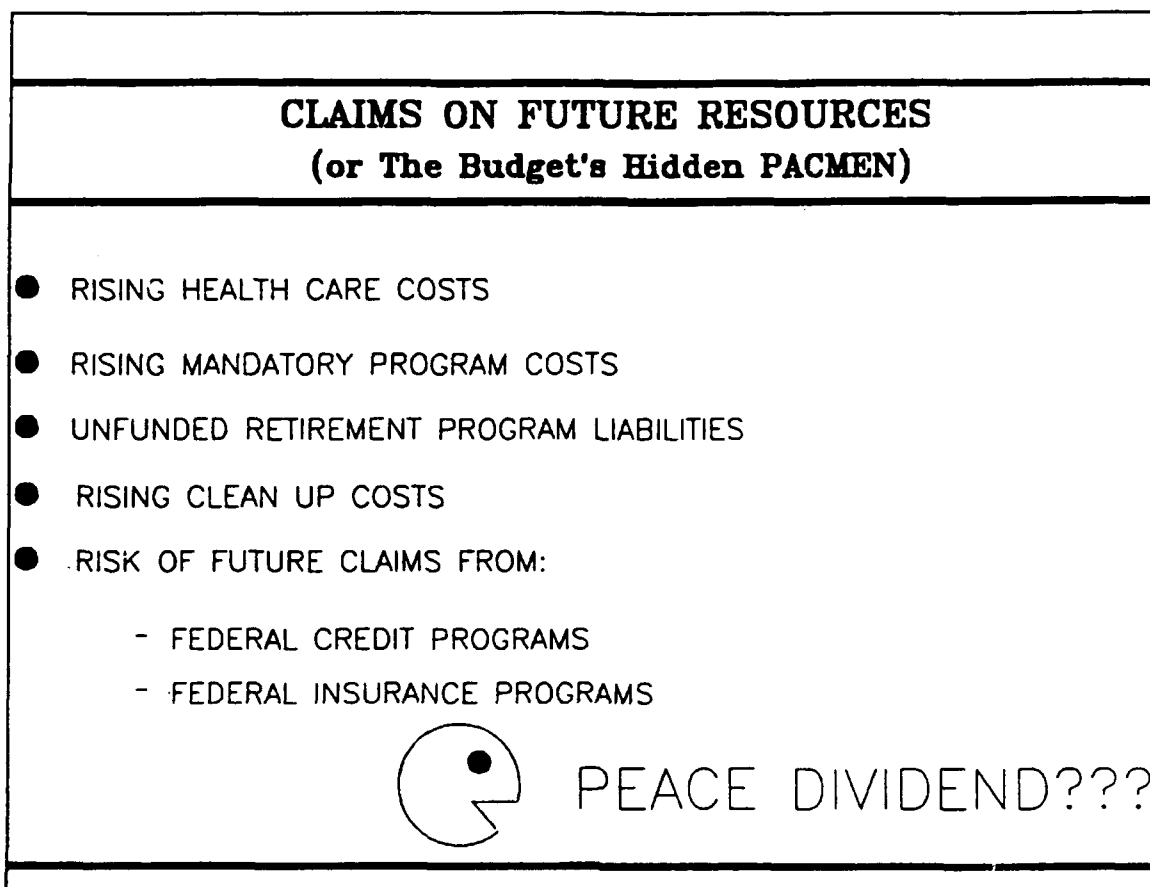 CLAIMS ON FUTURE RESOURCES
(or The Budget's Hidden PACMEN)
● RISING HEALTH CARE COSTS
● RISING MANDATORY PROGRAM COSTS
● UNFUNDED RETIREMENT PROGRAM LIABILITIES
● RISING CLEAN UP COSTS
● RISK OF FUTURE CLAIMS FROM:
- FEDERAL CREDIT PROGRAMS
- FEDERAL INSURANCE PROGRAMS
PEACE DIVIDEND???